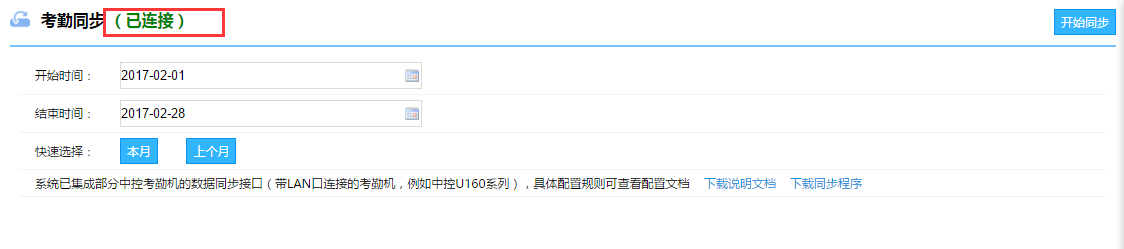 考勤同步（已连接） 开始同步
开始时间： 2017-02-01
结束时间： 2017-02-28
快速选择： 本月 上个月
系统已集成部分中控考勤机的数据同步接口（带LAN口连接的考勤机，例如中控U160系列），具体配置规则可查看配置文档 下载说明文档 下载同步程序